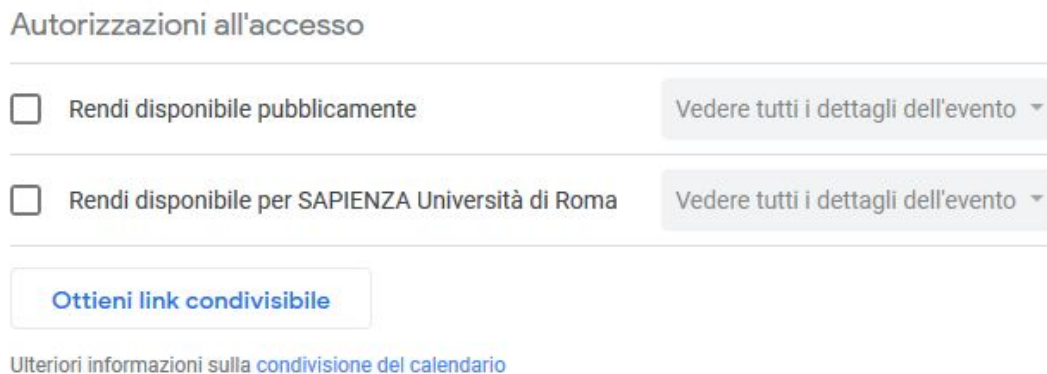 Autorizzazioni all'accesso
Rendi disponibile pubblicamente Vedere tutti i dettagli dell'evento
Rendi disponibile per SAPIENZA Università di Roma Vedere tutti i dettagli dell'evento
Ottieni link condivisibile
Ulteriori informazioni sulla condivisione del calendario